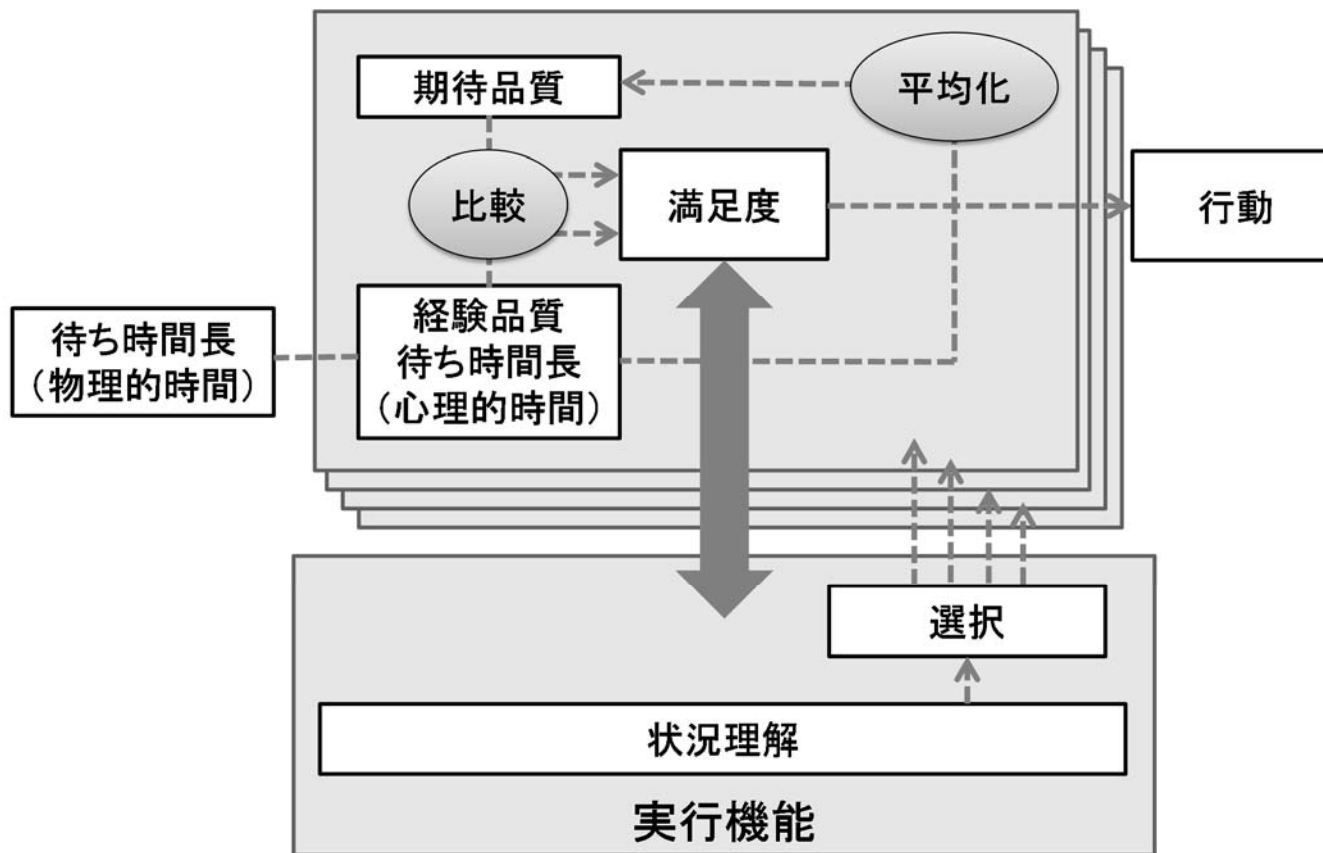 期待品質
平均化
比較
満足度
行動
待ち時間長
(物理的時間)
経験品質
待ち時間長
(心理的時間)
選択
状況理解
実行機能